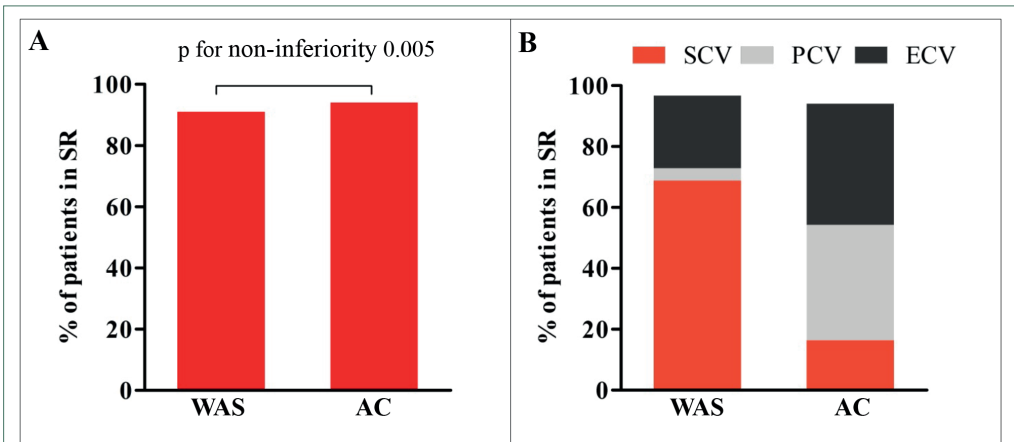 A
p for non-inferiority 0.005
% of patients in SR
100
80
60
40
20
0
WAS AC
B
SCV PCV ECV
% of patients in SR
100
80
60
40
20
0
WAS AC